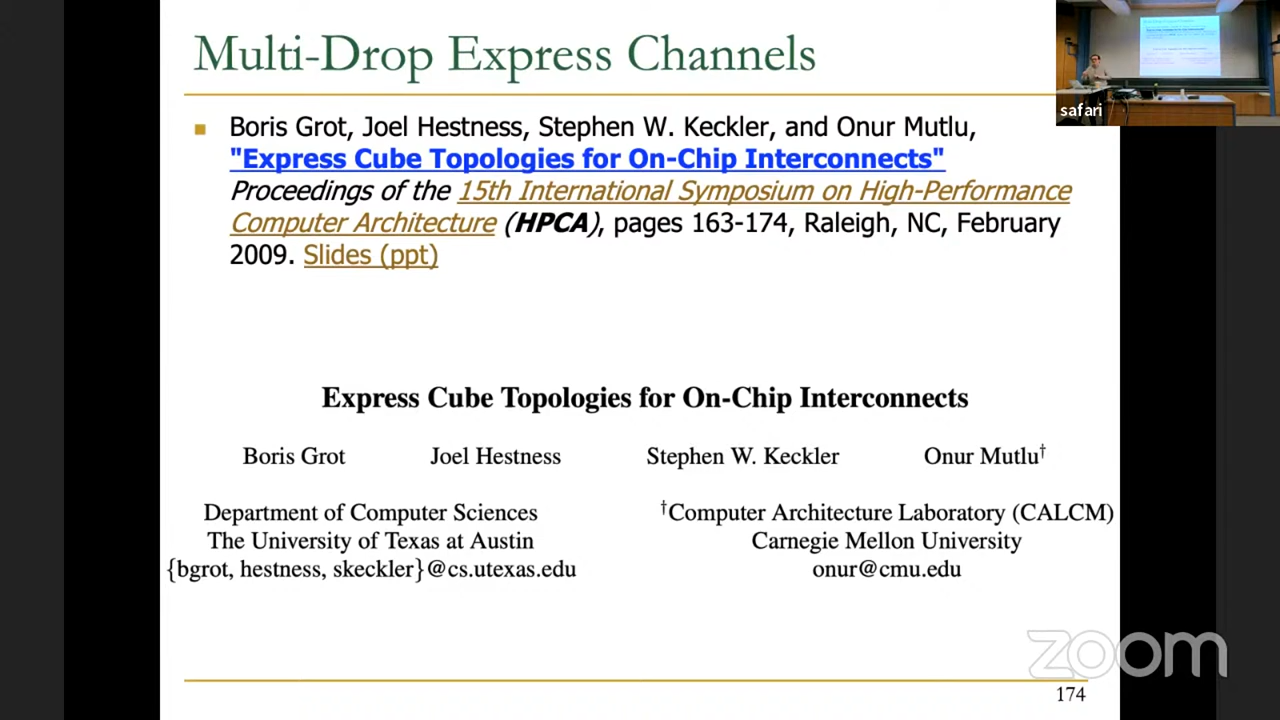 Multi-Drop Express Channels
safari
Boris Grot, Joel Hestness, Stephen W. Keckler, and Onur Mutlu,
"Express Cube Topologies for On-Chip Interconnects"
Proceedings of the 15th International Symposium on High-Performance
Computer Architecture (HPCA), pages 163-174, Raleigh, NC, February
2009. Slides (ppt)
Express Cube Topologies for On-Chip Interconnects
Boris Grot Joel Hestness Stephen W. Keckler Onur Mutlu†
Department of Computer Sciences †Computer Architecture Laboratory (CALCM)
The University of Texas at Austin Carnegie Mellon University
{bgrot, hestness, skeckler}@cs.utexas.edu onur@cmu.edu
zoom
174